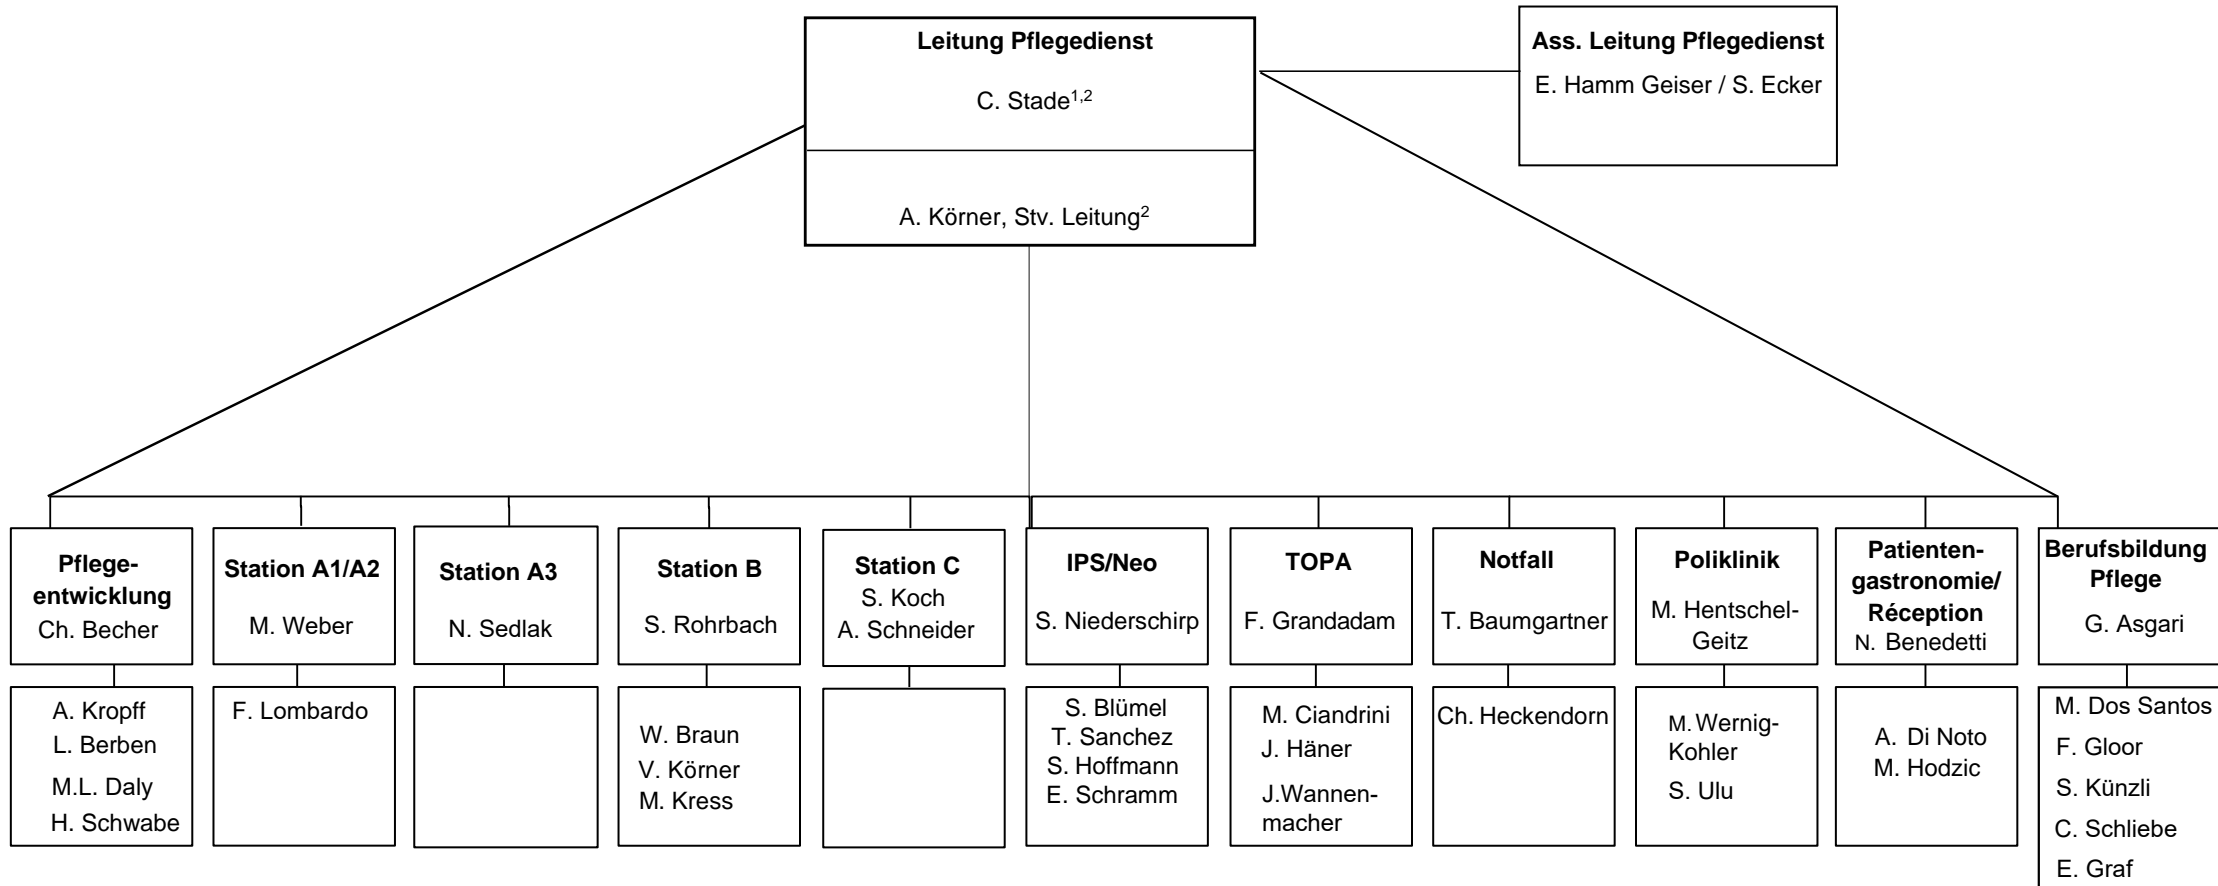 Leitung Pflegedienst
C. Stade1,2
A. Körner, Stv. Leitung2
Ass. Leitung Pflegedienst
E. Hamm Geiser / S. Ecker
Pflege-
entwicklung
Ch. Becher
Station A1/A2
M. Weber
Station A3
N. Sedlak
Station B
S. Rohrbach
Station C
S. Koch
A. Schneider
IPS/Neo
S. Niederschirp
TOPA
F. Grandadam
Notfall
T. Baumgartner
Poliklinik
M. Hentschel-
Geitz
Patienten-
gastronomie/
Réception
N. Benedetti
Berufsbildung
Pflege
G. Asgari
A. Kropff
L. Berben
M.L. Daly
H. Schwabe
F. Lombardo
W. Braun
V. Körner
M. Kress
S. Blümel
T. Sanchez
S. Hoffmann
E. Schramm
M. Ciandrini
J. Häner
J.Wannen-
macher
Ch. Heckendorn
M. Wernig-
Kohler
S. Ulu
A. Di Noto
M. Hodzic
M. Dos Santos
F. Gloor
S. Künzli
C. Schliebe
E. Graf